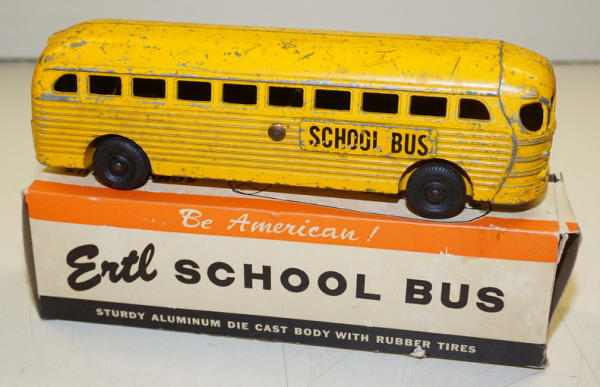 SCHOOL BUS
Be American!
Ertl SCHOOL BUS
STURDY ALUMINUM DIE CAST BODY WITH RUBBER TIRES